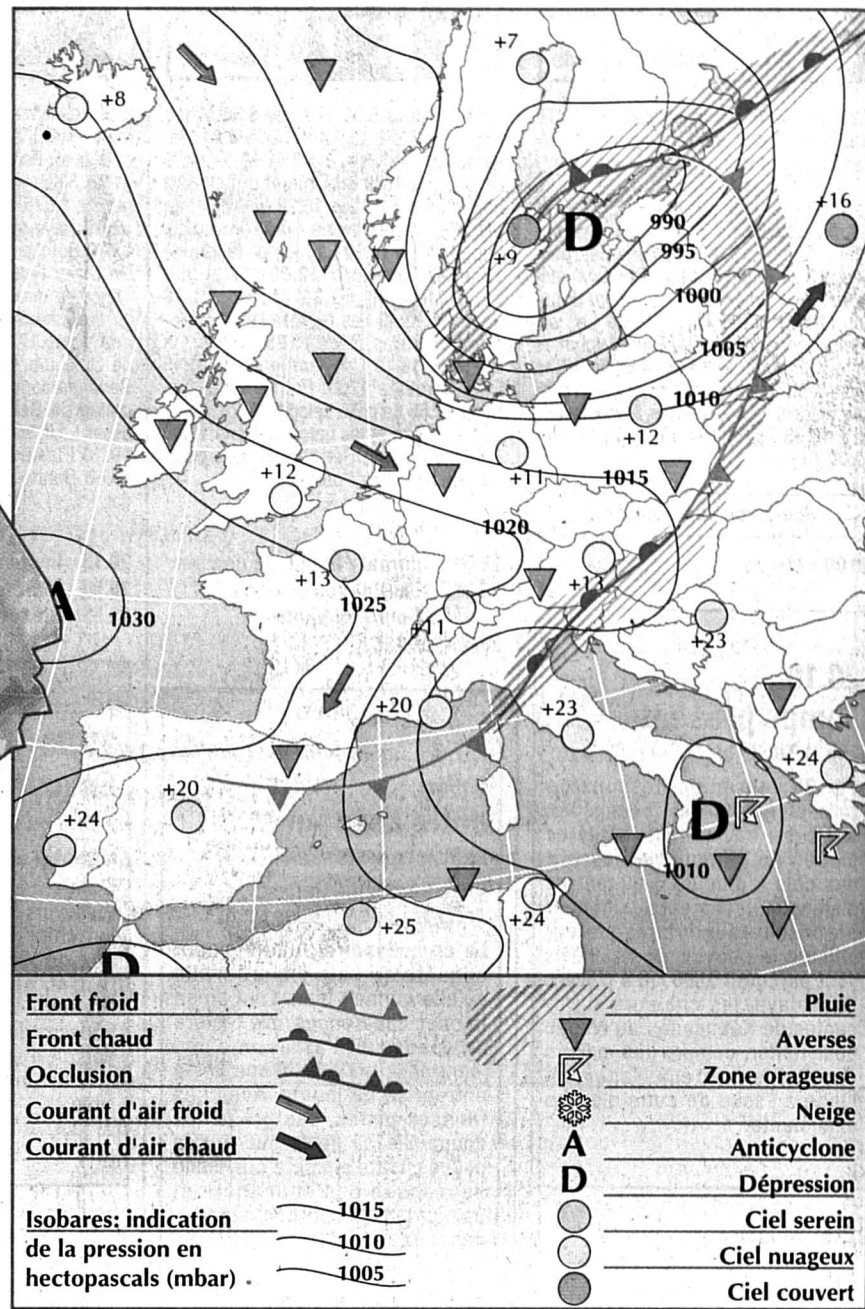 +7
+8
+16
990
D
+9
995
1000
1005
1010
+12
+11
1015
+12
1020
+13
+13
1025
A
1030
+11
+23
+20
+23
+24
+20
+24
D
1010
+24
+25
D
Front froid
Front chaud
Occlusion
Courant d'air froid
Courant d'air chaud
Isobares: indication
de la pression en
hectopascals (mbar)
1015
1010
1005
Pluie
Averses
Zone orageuse
Neige
A Anticyclone
D Dépression
Ciel serein
Ciel nuageux
Ciel couvert